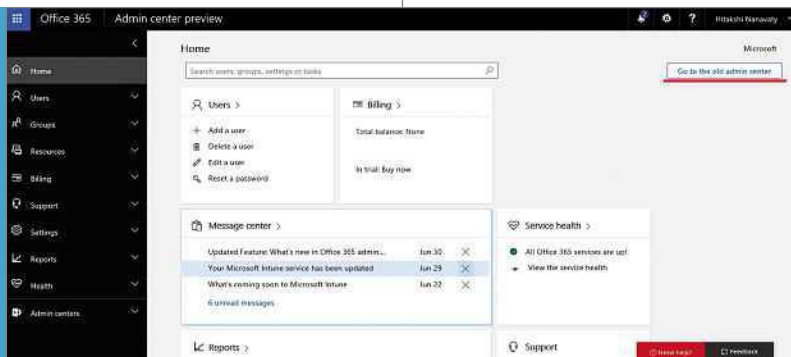 Office 365 Admin center preview
? Hitakshi Nanavaty
Home
Microsoft
Search users, groups, settings or tasks
Go to the old admin center
Home
Users
Groups
Resources
Billing
Support
Settings
Reports
Health
Admin centers
Users >
+ Add a user
Delete a user
Edit a user
Reset a password
Billing >
Total balance: None
In trial: Buy now
Message center >
Updated Feature: What's new in Office 365 admin... Jun 30
Your Microsoft Intune service has been updated Jun 29
What's coming soon to Microsoft Intune Jun 22
6 unread messages
Service health >
All Office 365 services are up!
View the service health
Reports >
Support
Need help?
Feedback